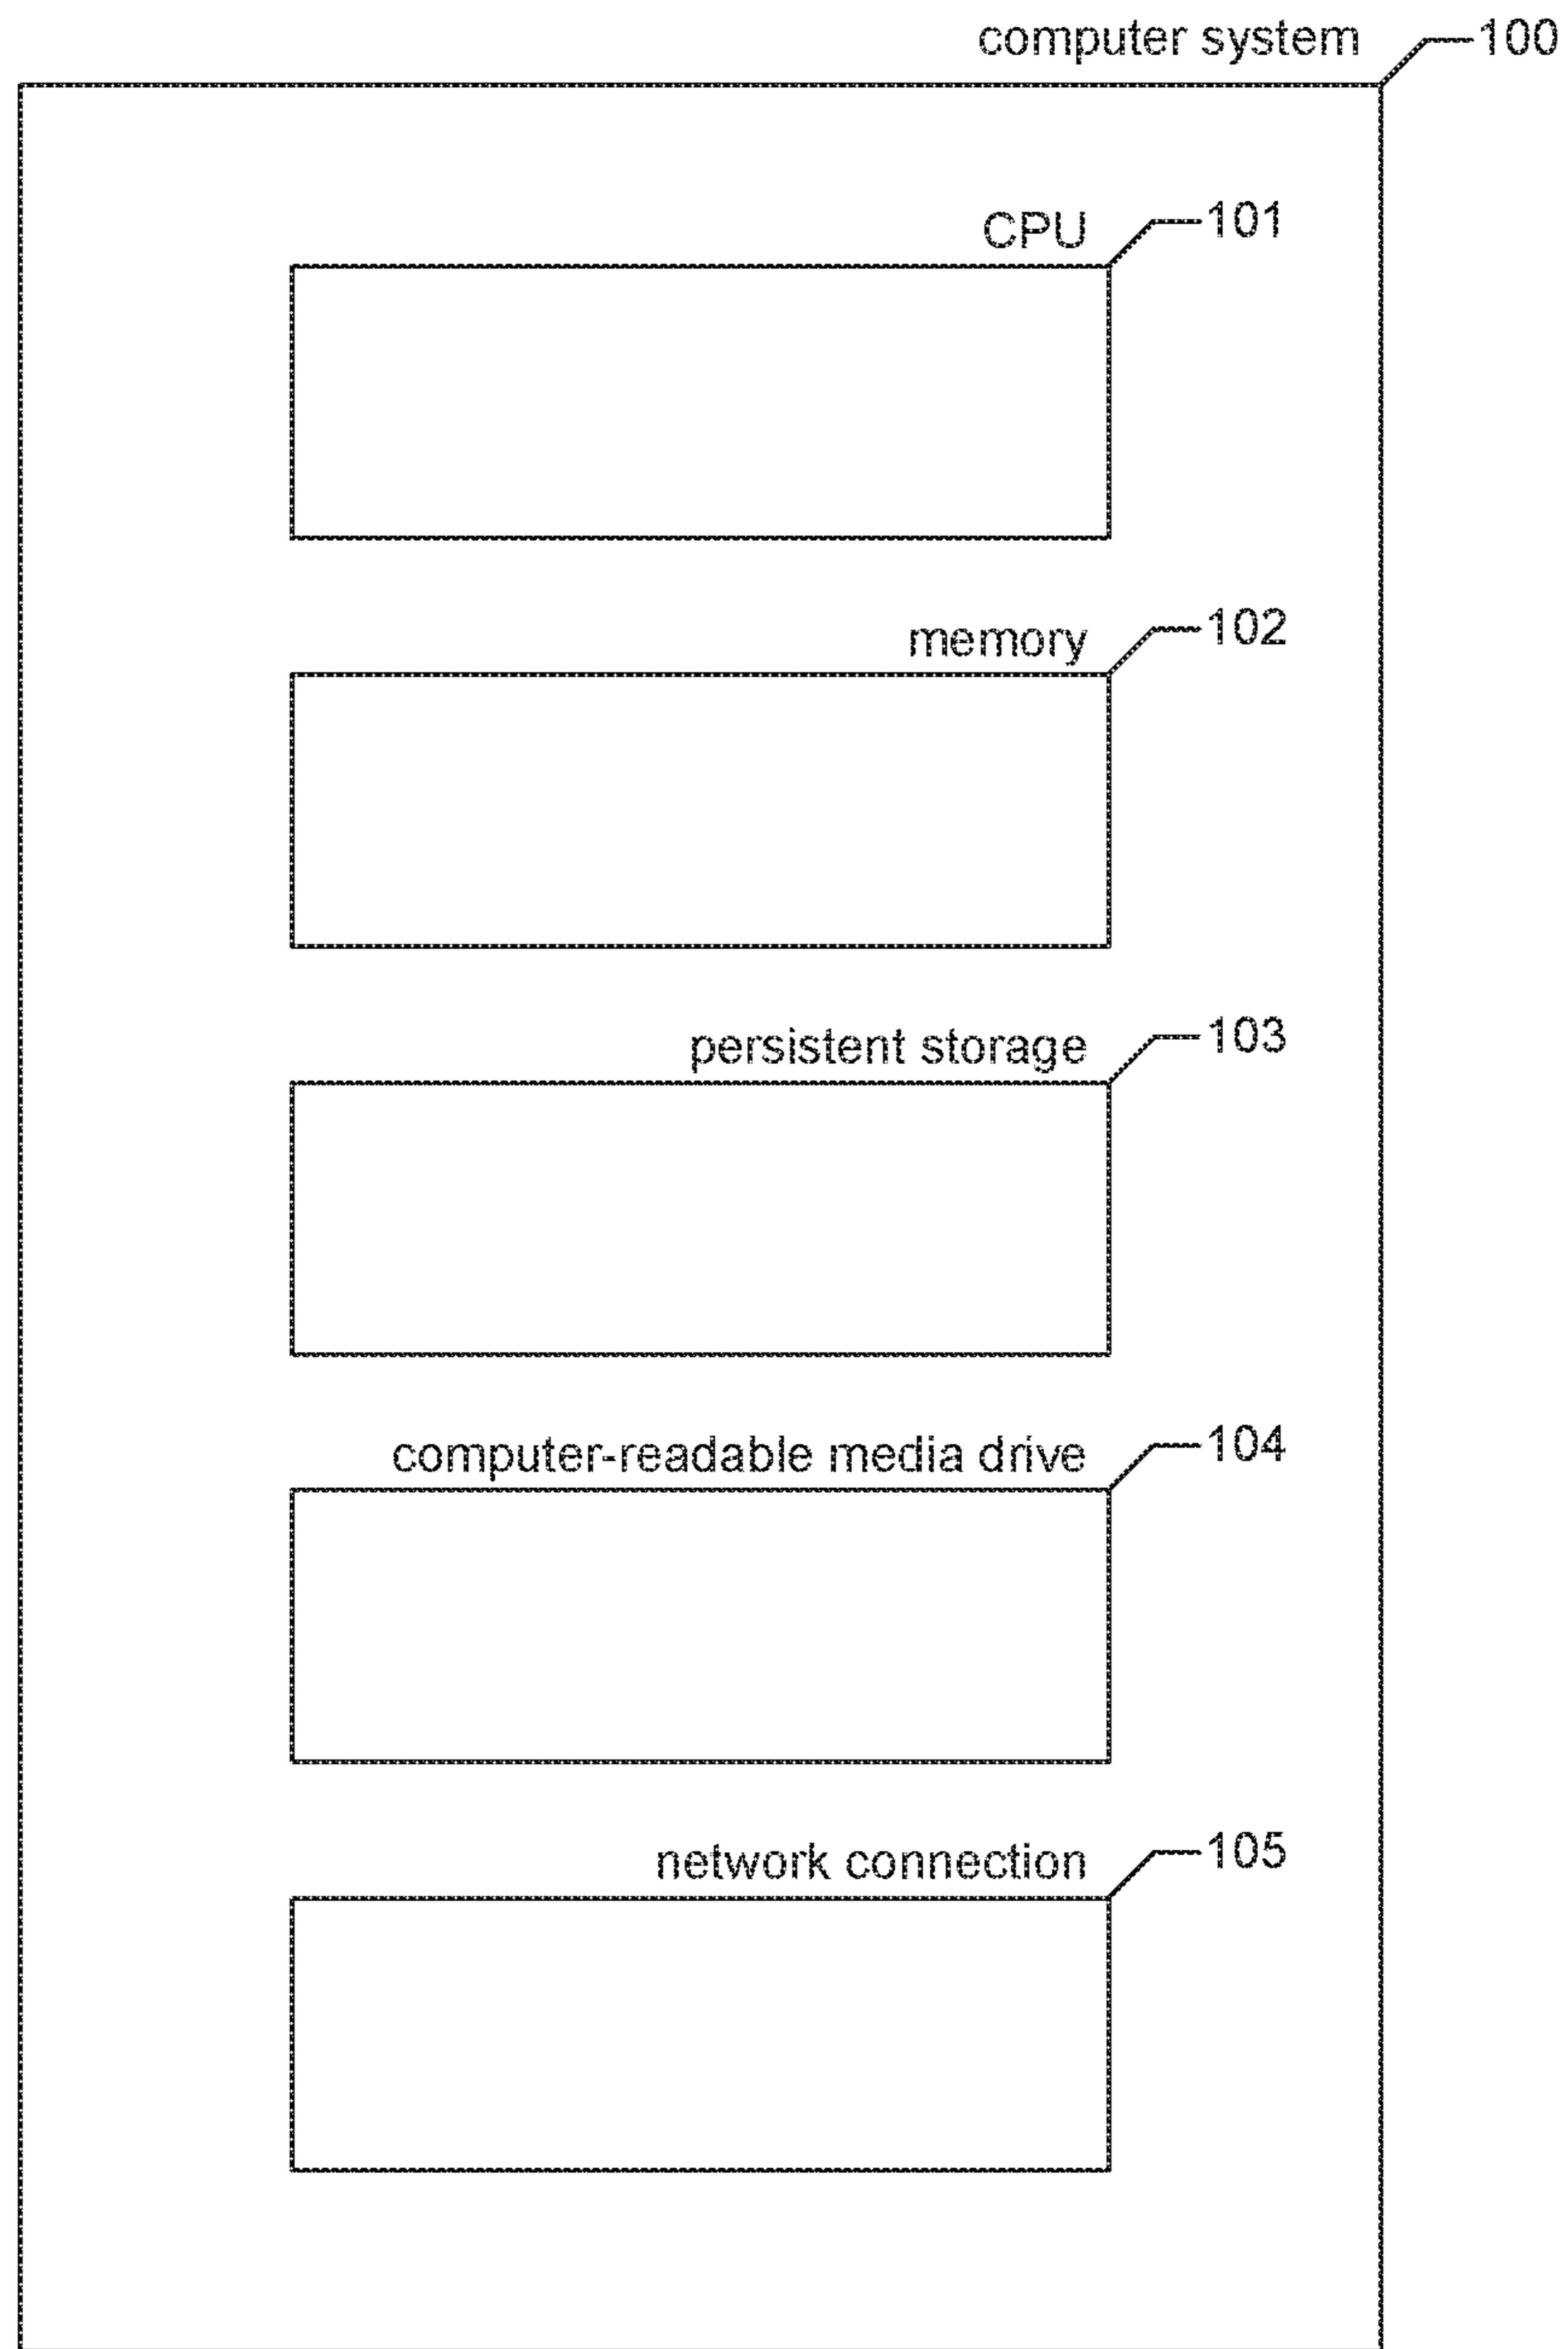 computer system 100
CPU 101
memory 102
persistent storage 103
computer-readable media drive 104
network connection 105